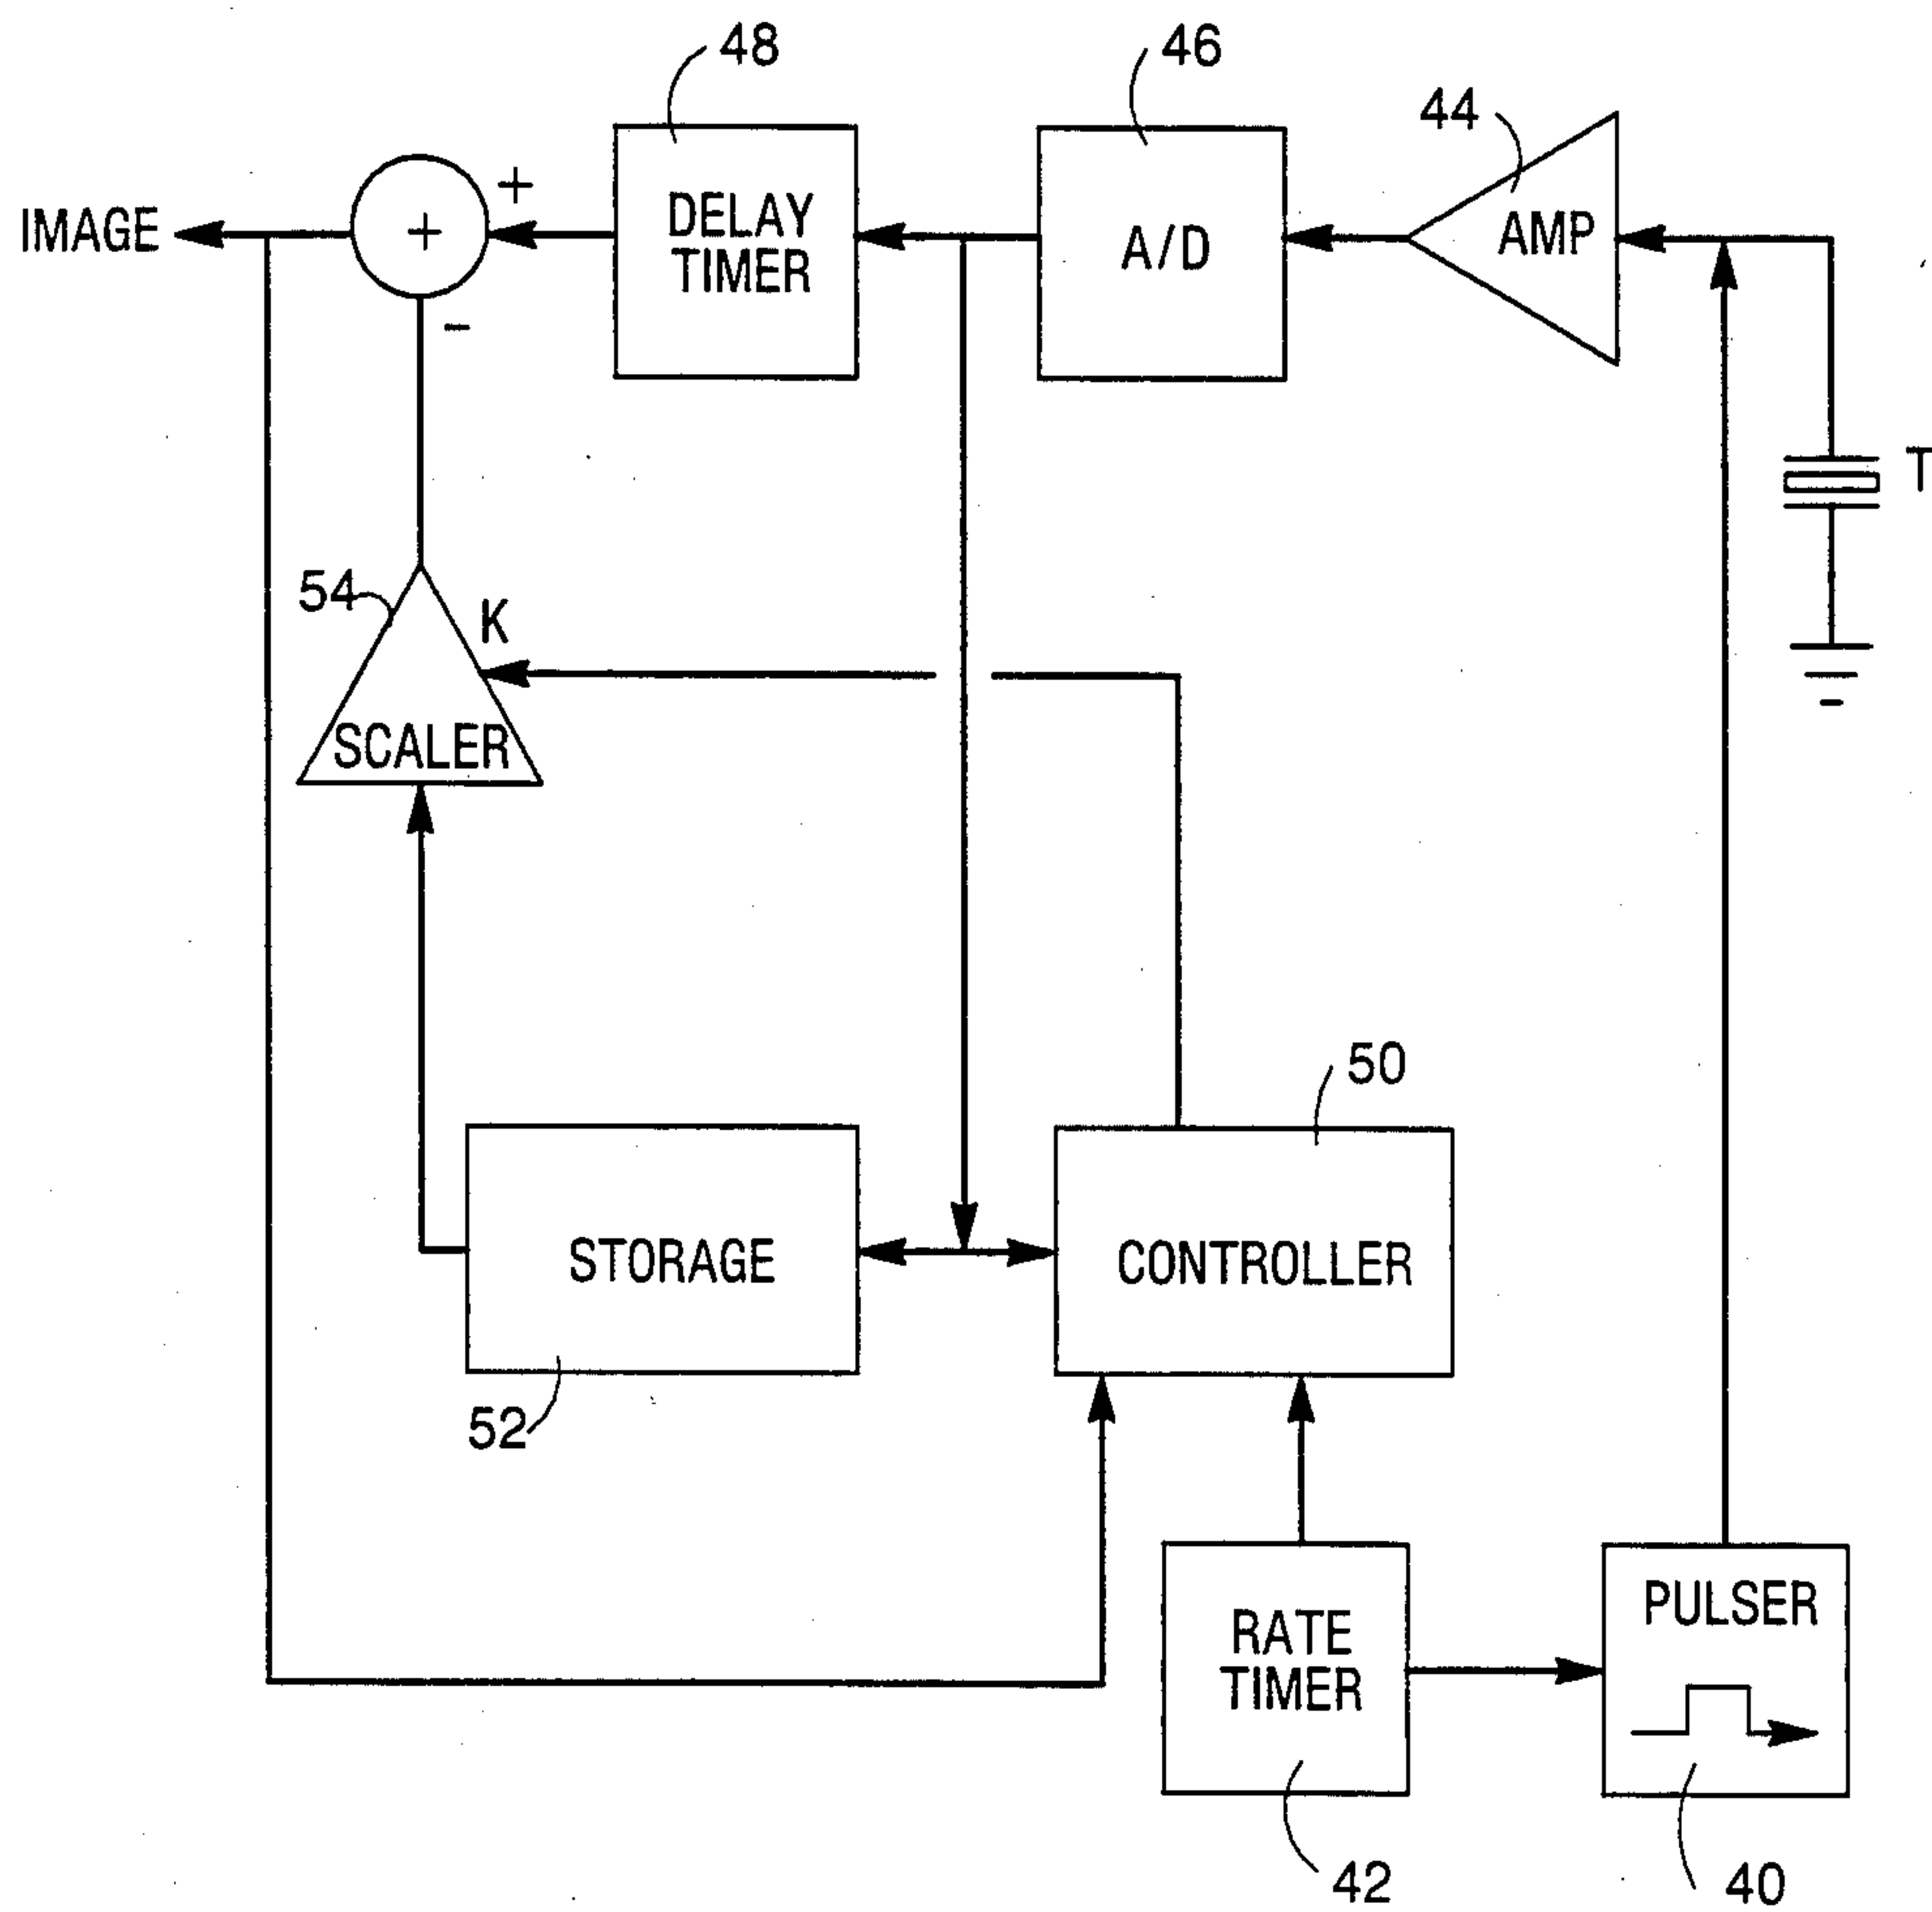 48
46
44
+
IMAGE
+
DELAY
TIMER
A/D
AMP
-
T
54
K
SCALER
50
STORAGE
CONTROLLER
52
RATE
TIMER
PULSER
42
40